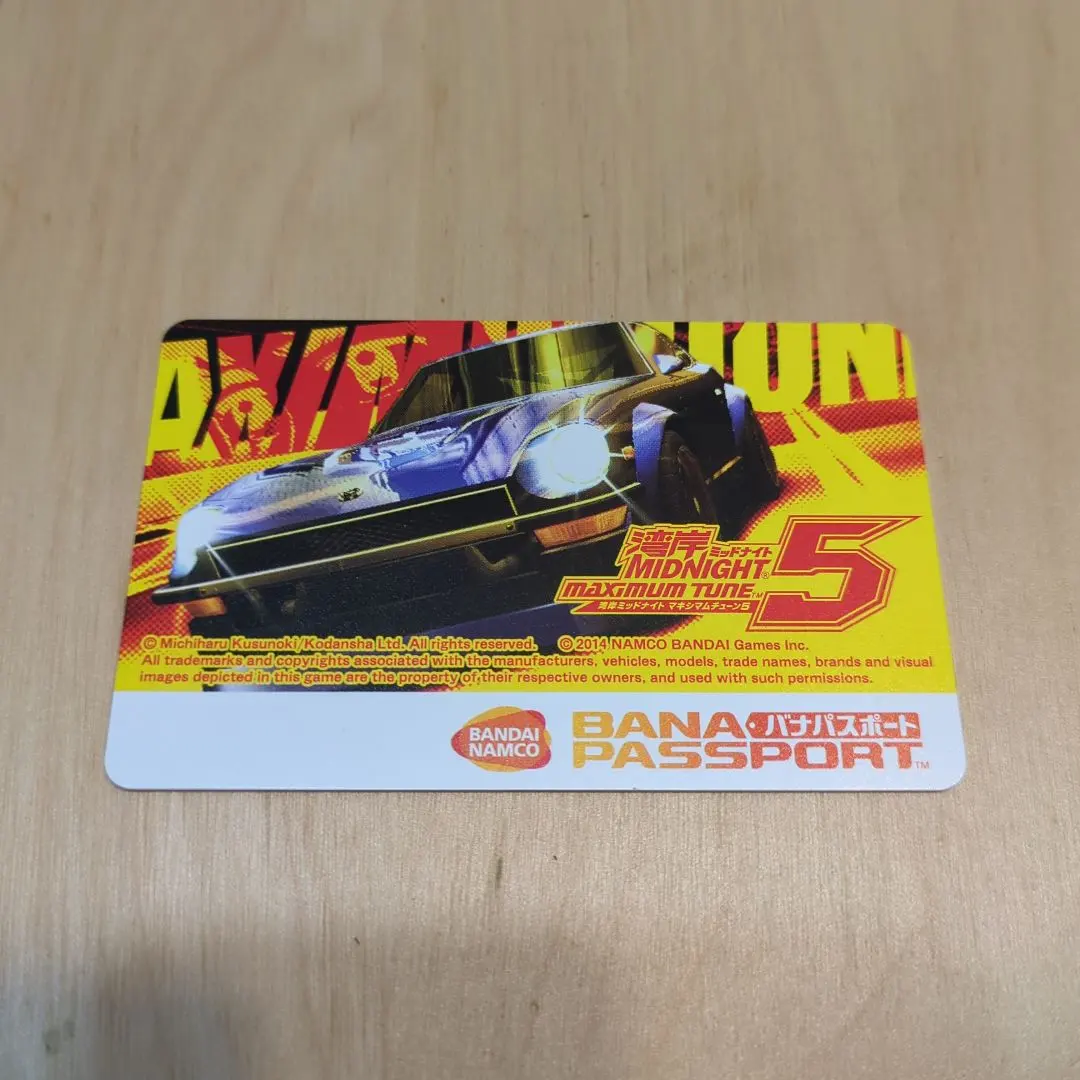 AXIMUM TUN
湾岸 ミッドナイト
MIDNIGHT®
MAXIMUM TUNE™ 5
湾岸ミッドナイト マキシマムチューン5
© Michiharu Kusunoki/Kodansha Ltd. All rights reserved. © 2014 NAMCO BANDAI Games Inc.
All trademarks and copyrights associated with the manufacturers, vehicles, models, trade names, brands and visual
images depicted in this game are the property of their respective owners, and used with such permissions.
BANDAI
NAMCO
BANA・バナパスポート
PASSPORT™